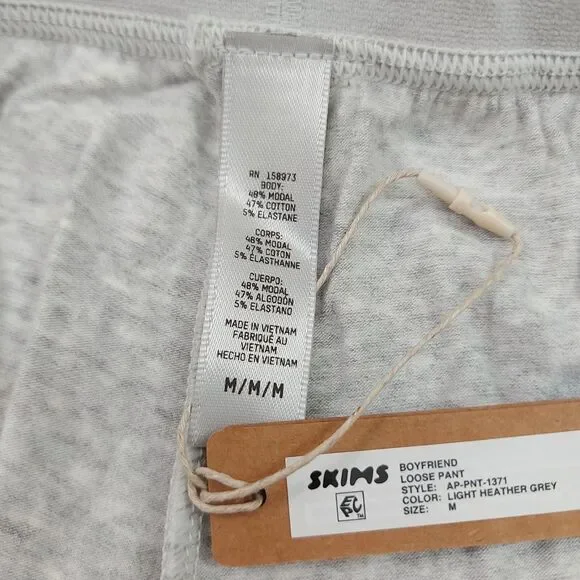 RN 158973
BODY:
48% MODAL
47% COTTON
5% ELASTANE
CORPS:
48% MODAL
47% COTON
5% ELASTHANNE
CUERPO:
48% MODAL
47% ALGODÓN
5% ELASTANO
MADE IN VIETNAM
FABRIQUÉ AU
VIETNAM
HECHO EN VIETNAM
M/M/M
SKIMS
BOYFRIEND
LOOSE PANT
STYLE: AP-PNT-1371
COLOR: LIGHT HEATHER GREY
SIZE: M